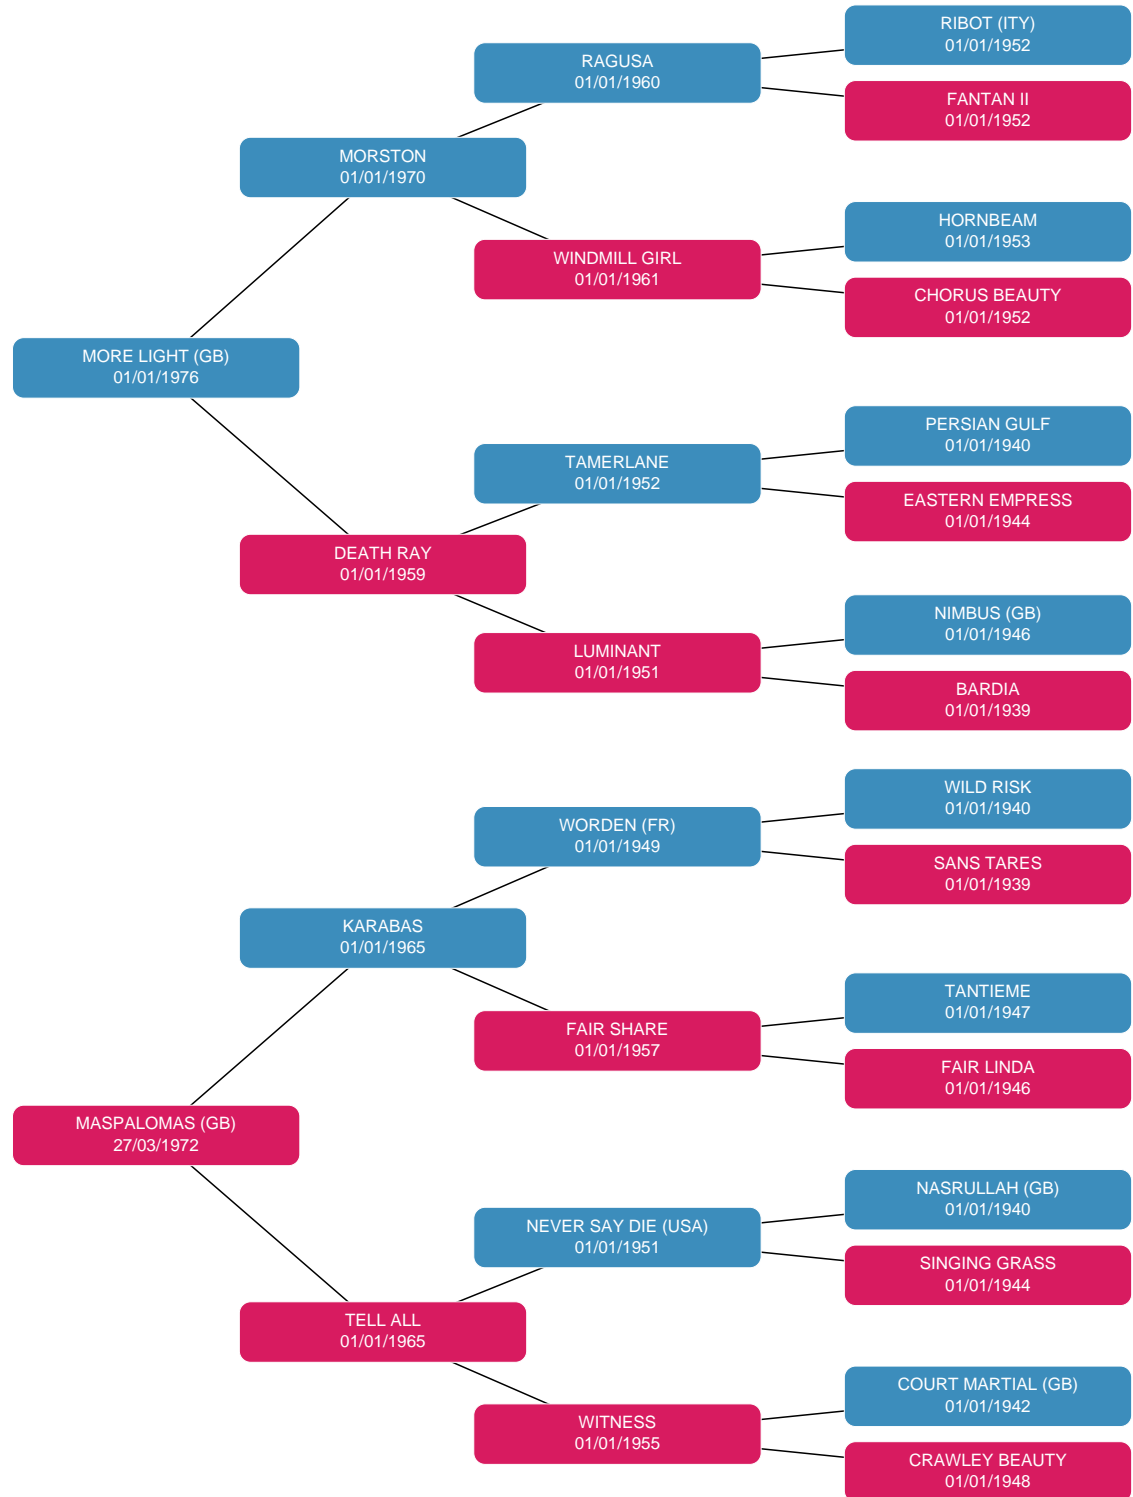 RIBOT (ITY)
01/01/1952
RAGUSA
01/01/1960
FANTAN II
01/01/1952
MORSTON
01/01/1970
HORNBEAM
01/01/1953
WINDMILL GIRL
01/01/1961
CHORUS BEAUTY
01/01/1952
MORE LIGHT (GB)
01/01/1976
PERSIAN GULF
01/01/1940
TAMERLANE
01/01/1952
EASTERN EMPRESS
01/01/1944
DEATH RAY
01/01/1959
NIMBUS (GB)
01/01/1946
LUMINANT
01/01/1951
BARDIA
01/01/1939
WILD RISK
01/01/1940
WORDEN (FR)
01/01/1949
SANS TARES
01/01/1939
KARABAS
01/01/1965
TANTIEME
01/01/1947
FAIR SHARE
01/01/1957
FAIR LINDA
01/01/1946
MASPALOMAS (GB)
27/03/1972
NASRULLAH (GB)
01/01/1940
NEVER SAY DIE (USA)
01/01/1951
SINGING GRASS
01/01/1944
TELL ALL
01/01/1965
COURT MARTIAL (GB)
01/01/1942
WITNESS
01/01/1955
CRAWLEY BEAUTY
01/01/1948